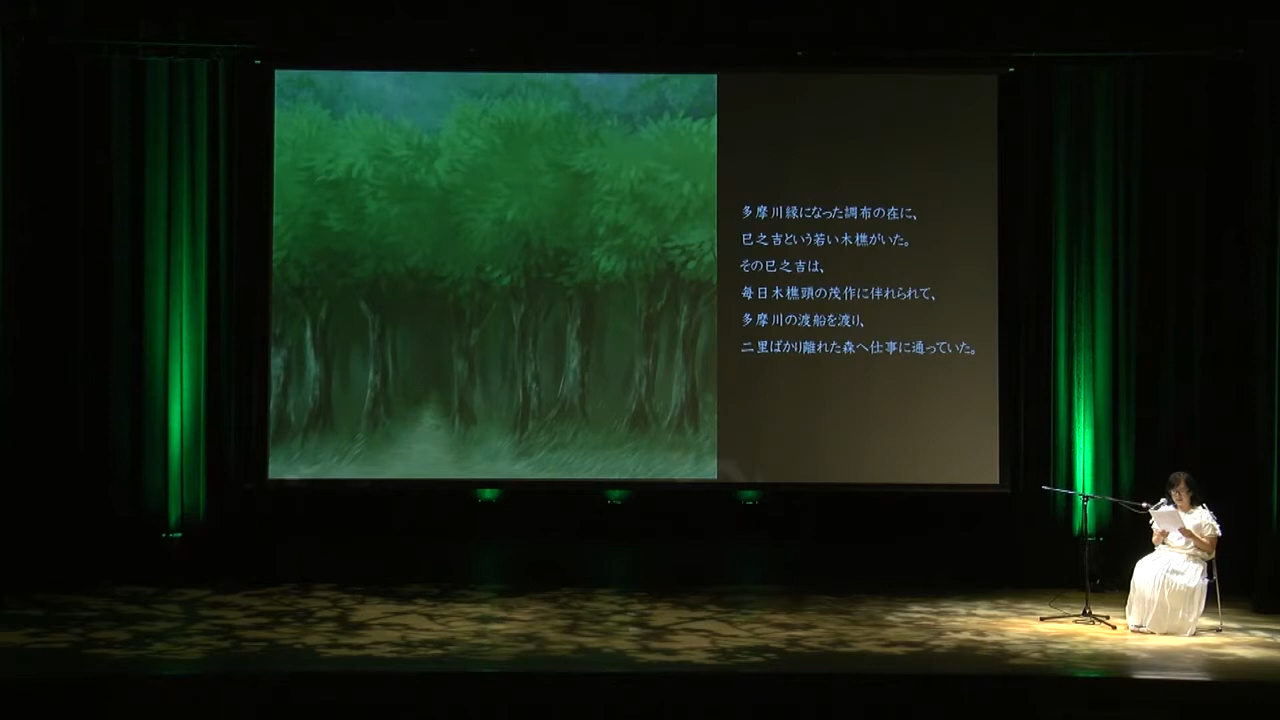 多摩川縁になった調布の在に、
巳之吉という若い木樵がいた。
その巳之吉は、
毎日木樵頭の茂作に伴れられて、
多摩川の渡船を渡り、
二里ばかり離れた森へ仕事に通っていた。